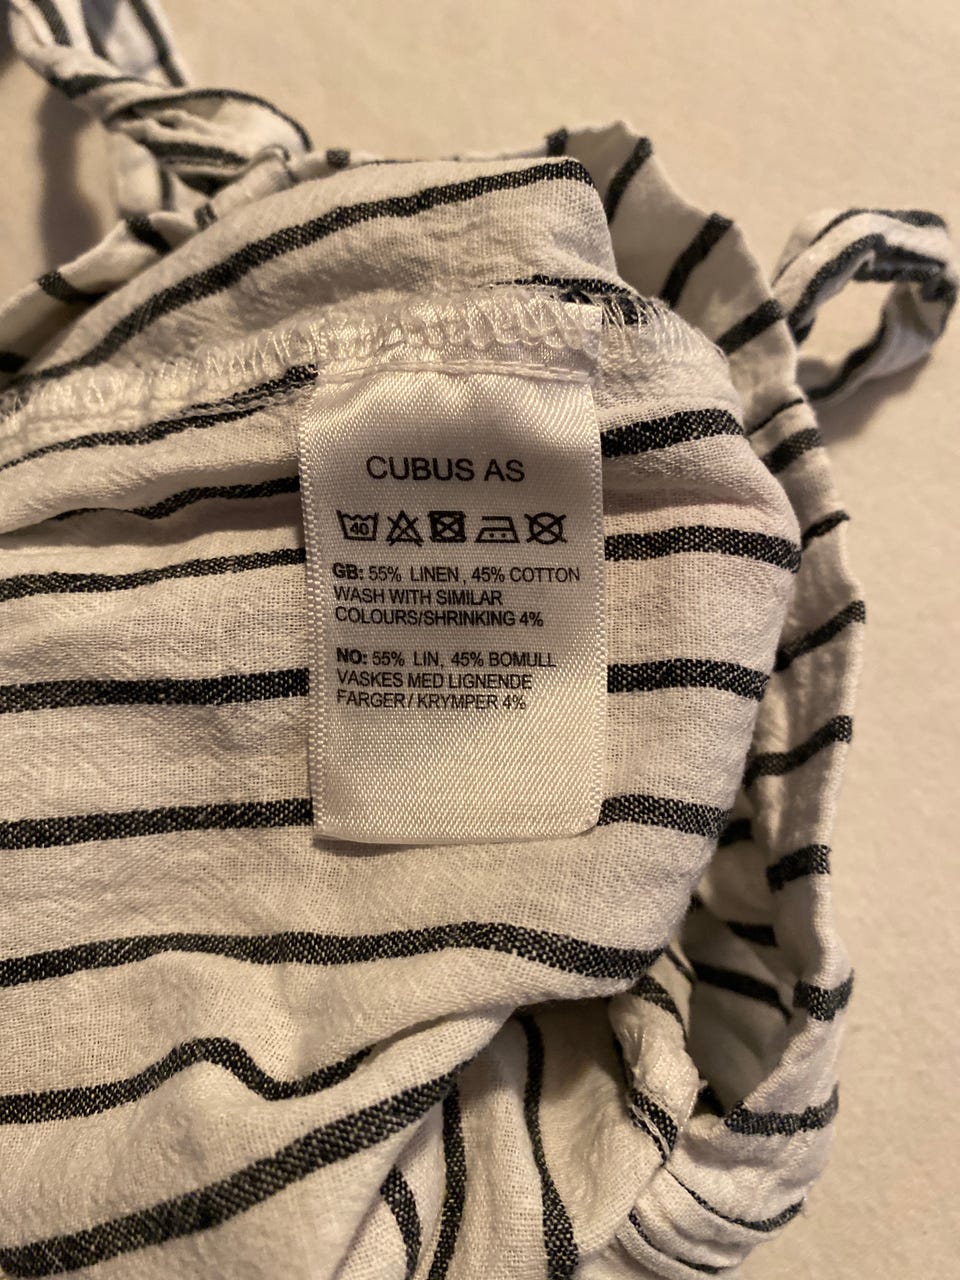 CUBUS AS
40
GB: 55% LINEN, 45% COTTON
WASH WITH SIMILAR
COLOURS/SHRINKING 4%
NO: 55% LIN, 45% BOMULL
VASKES MED LIGNENDE
FARGER/ KRYMPER 4%